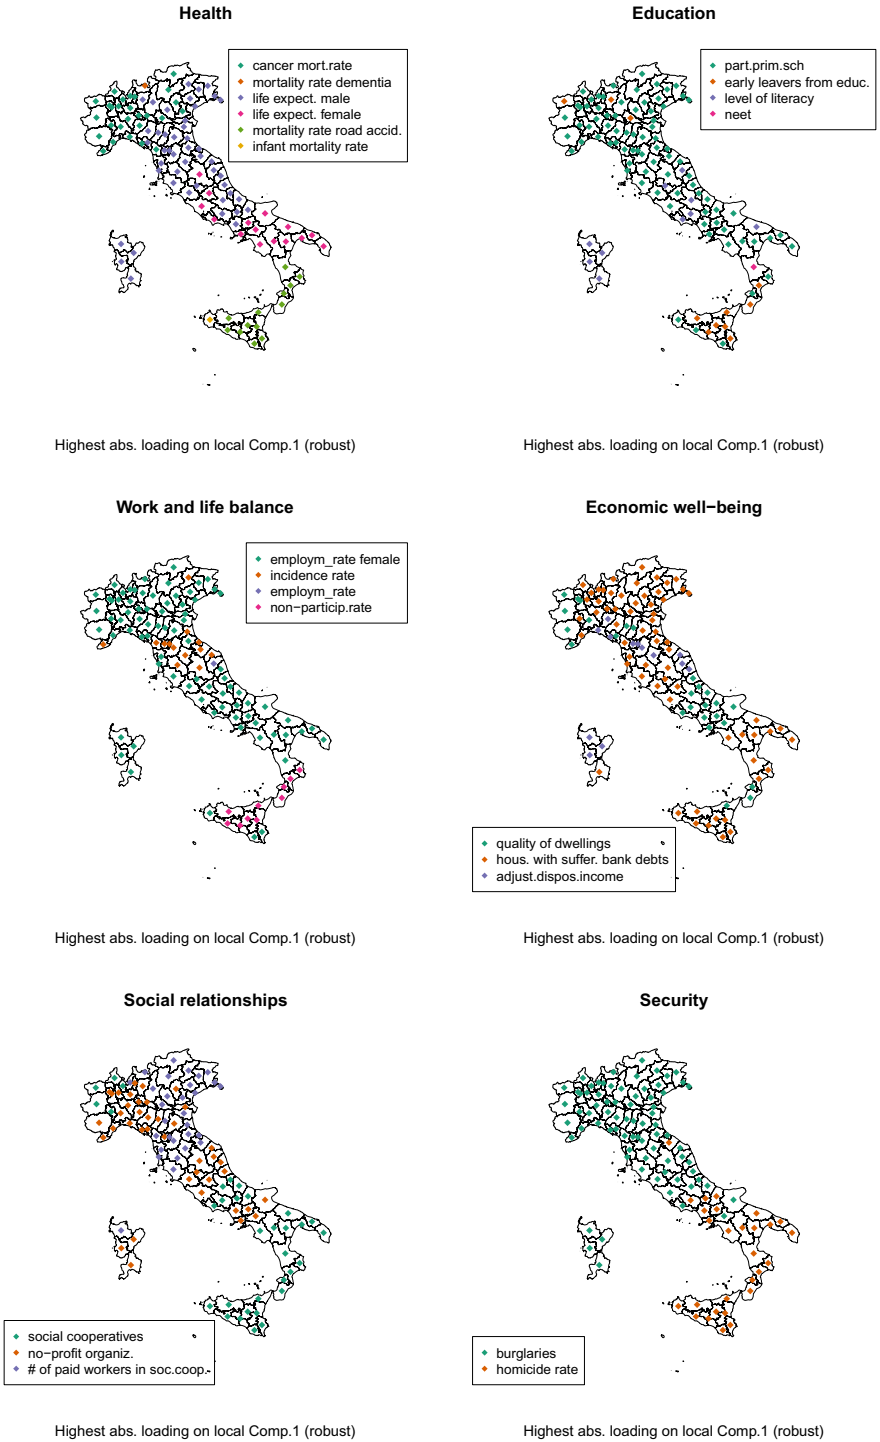 Health
cancer mort.rate
mortality rate dementia
life expect. male
life expect. female
mortality rate road accid.
infant mortality rate
Highest abs. loading on local Comp.1 (robust)
Education
part.prim.sch
early leavers from educ.
level of literacy
neet
Highest abs. loading on local Comp.1 (robust)
Work and life balance
employm_rate female
incidence rate
employm_rate
non−particip.rate
Highest abs. loading on local Comp.1 (robust)
Economic well−being
quality of dwellings
hous. with suffer. bank debts
adjust.dispos.income
Highest abs. loading on local Comp.1 (robust)
Social relationships
social cooperatives
no−profit organiz.
# of paid workers in soc.coop.
Highest abs. loading on local Comp.1 (robust)
Security
burglaries
homicide rate
Highest abs. loading on local Comp.1 (robust)